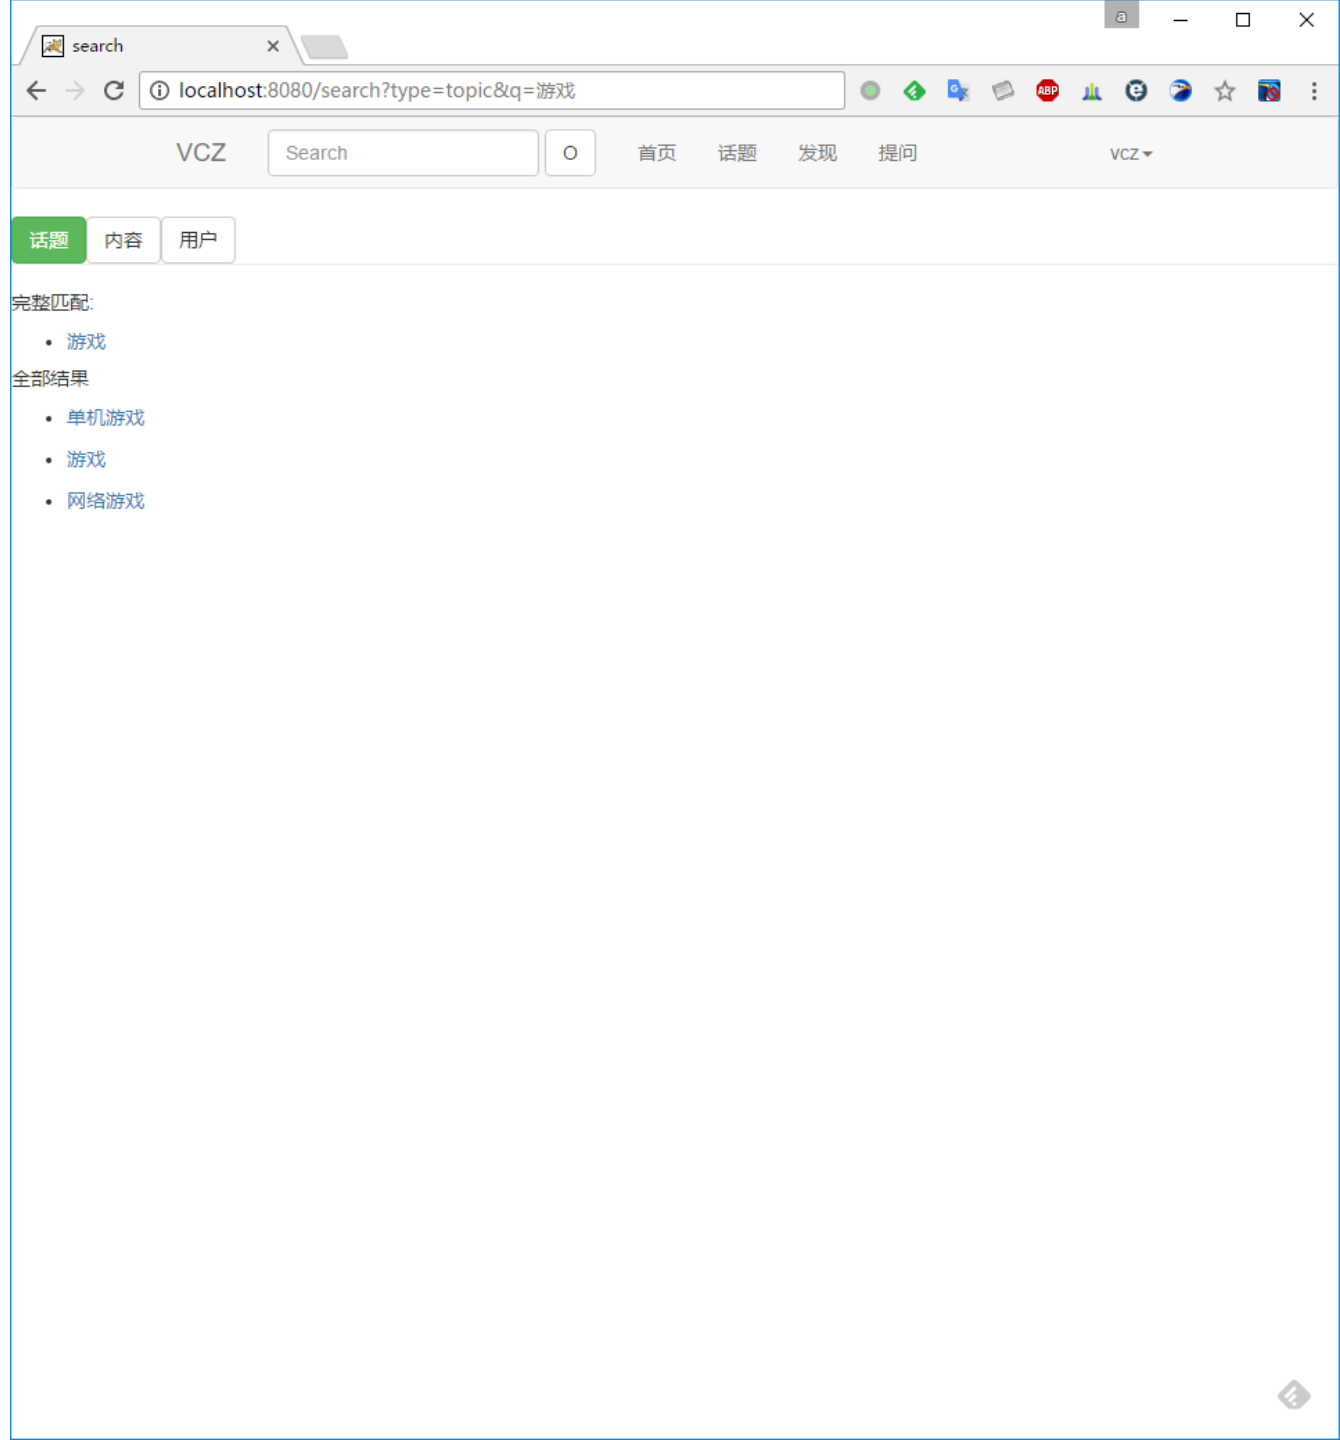 a
search
localhost:8080/search?type=topic&q=游戏
ABP
VCZ Search O 首页 话题 发现 提问 vcz
话题 内容 用户
完整匹配:
游戏
全部结果
单机游戏
游戏
网络游戏